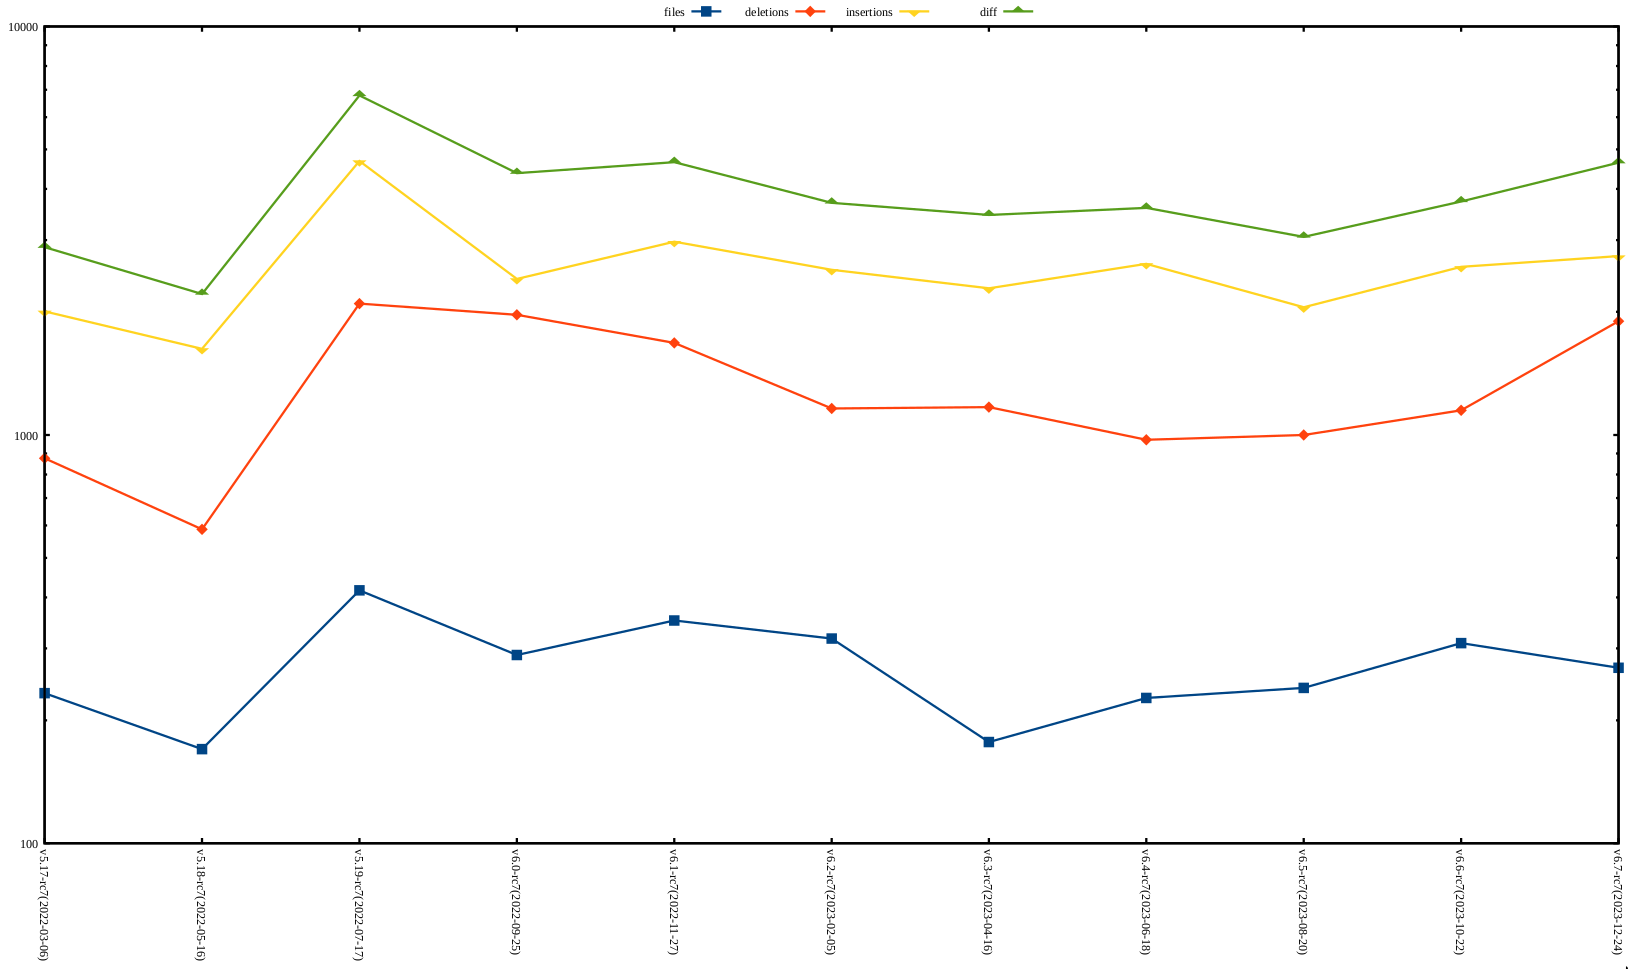 files deletions insertions diff
10000
1000
100
v5.17-rc7(2022-03-06)
v5.18-rc7(2022-05-16)
v5.19-rc7(2022-07-17)
v6.0-rc7(2022-09-25)
v6.1-rc7(2022-11-27)
v6.2-rc7(2023-02-05)
v6.3-rc7(2023-04-16)
v6.4-rc7(2023-06-18)
v6.5-rc7(2023-08-20)
v6.6-rc7(2023-10-22)
v6.7-rc7(2023-12-24)